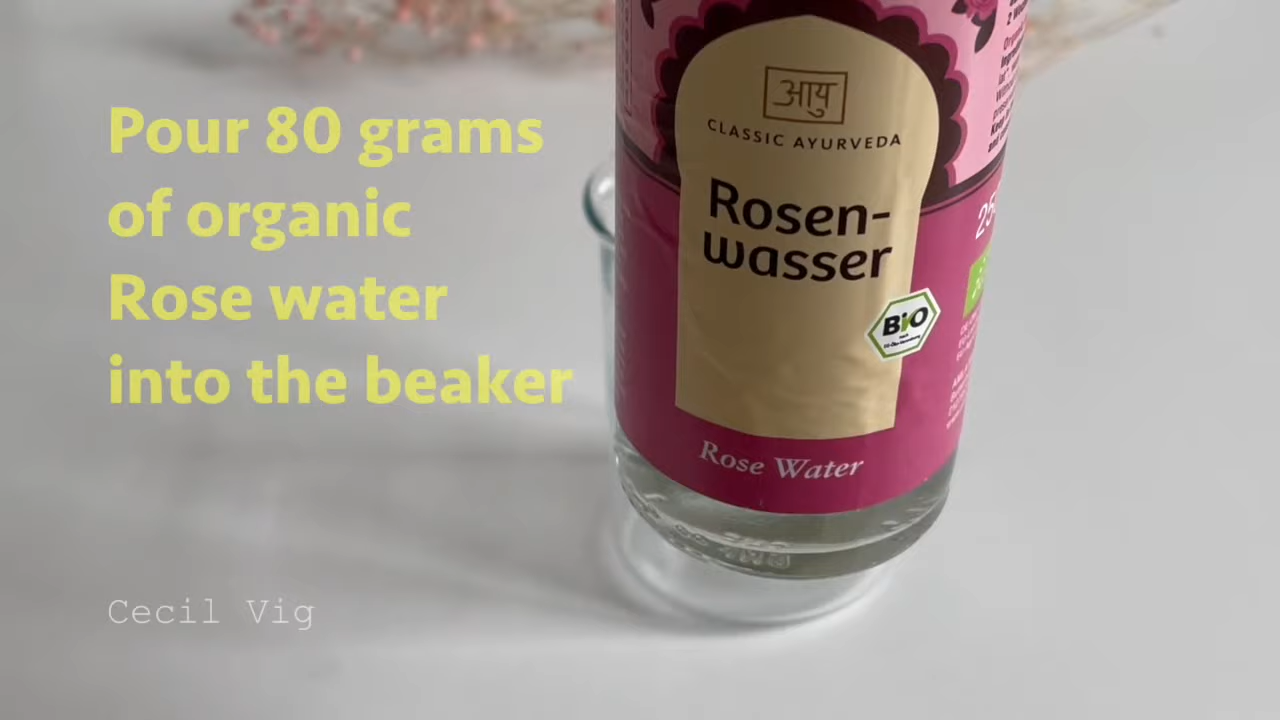 Pour 80 grams
of organic
Rose water
into the beaker
Cecil Vig
आयु
CLASSIC AYURVEDA
Rosen-
wasser
BIO
Rose Water